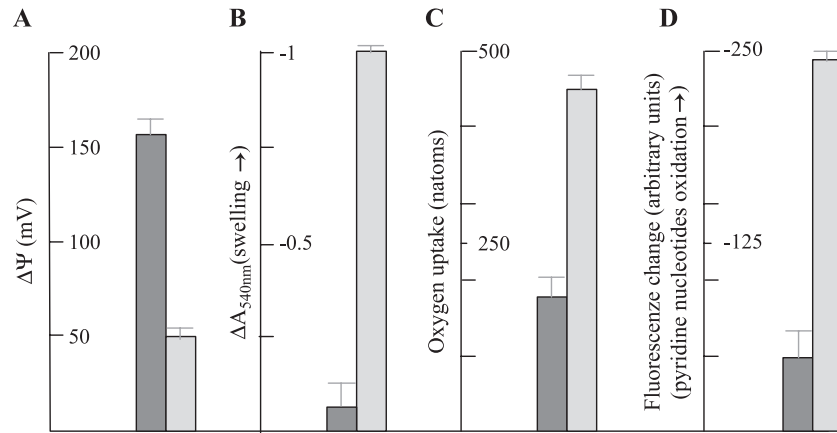 A
B
C
D
200
150
100
50
ΔΨ (mV)
-1
-0.5
ΔA540nm(swelling →)
500
250
Oxygen uptake (natoms)
-250
-125
Fluorescenze change (arbitrary units)
(pyridine nucleotides oxidation →)